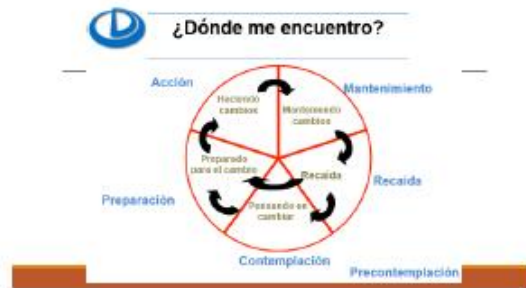 ¿Dónde me encuentro?
Acción
Mantenimiento
Haciendo
cambios
Manteniendo
cambios
Preparado
para el cambio
Recaída
Recaída
Preparación
Pensando en
cambiar
Contemplación
Precontemplación